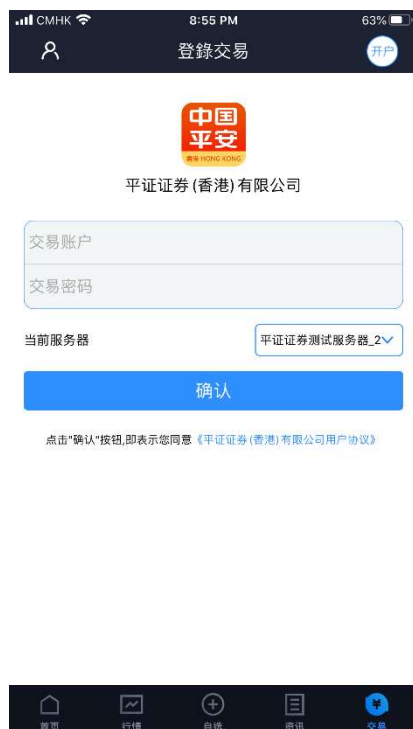 CMHK 8:55 PM 63%
登錄交易 开户
中国
平安
香港 HONG KONG
平证证券(香港)有限公司
交易账户
交易密码
当前服务器 平证证券测试服务器_2
确认
点击"确认"按钮,即表示您同意《平证证券(香港)有限公司用户协议》
首页 行情 自选 资讯 交易